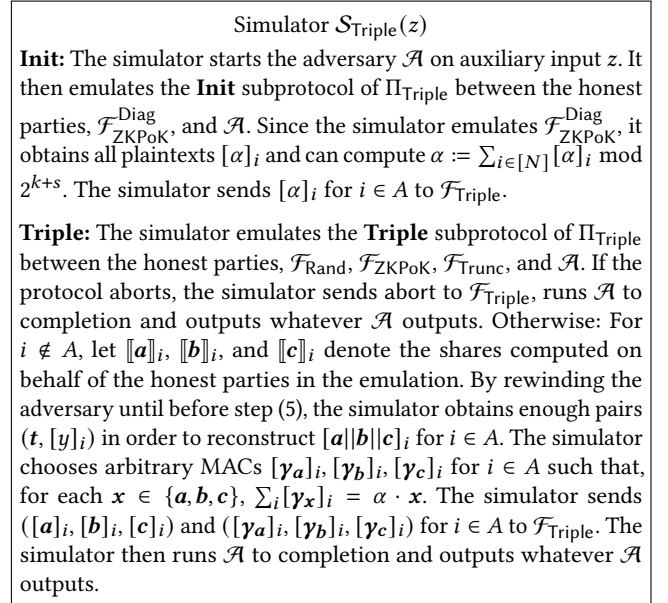 Simulator 𝒮_Triple(z)
Init: The simulator starts the adversary 𝒜 on auxiliary input z. It
then emulates the Init subprotocol of Π_Triple between the honest
parties, ℱ^Diag_ZKPoK, and 𝒜. Since the simulator emulates ℱ^Diag_ZKPoK, it
obtains all plaintexts [α]_i and can compute α := ∑_{i∈[N]} [α]_i mod
2^{k+s}. The simulator sends [α]_i for i ∈ A to ℱ_Triple.
Triple: The simulator emulates the Triple subprotocol of Π_Triple
between the honest parties, ℱ_Rand, ℱ_ZKPoK, ℱ_Trunc, and 𝒜. If the
protocol aborts, the simulator sends abort to ℱ_Triple, runs 𝒜 to
completion and outputs whatever 𝒜 outputs. Otherwise: For
i ∉ A, let ⟦a⟧_i, ⟦b⟧_i, and ⟦c⟧_i denote the shares computed on
behalf of the honest parties in the emulation. By rewinding the
adversary until before step (5), the simulator obtains enough pairs
(t, [y]_i) in order to reconstruct [a||b||c]_i for i ∈ A. The simulator
chooses arbitrary MACs [γ_a]_i, [γ_b]_i, [γ_c]_i for i ∈ A such that,
for each x ∈ {a, b, c}, ∑_i [γ_x]_i = α · x. The simulator sends
([a]_i, [b]_i, [c]_i) and ([γ_a]_i, [γ_b]_i, [γ_c]_i) for i ∈ A to ℱ_Triple. The
simulator then runs 𝒜 to completion and outputs whatever 𝒜
outputs.